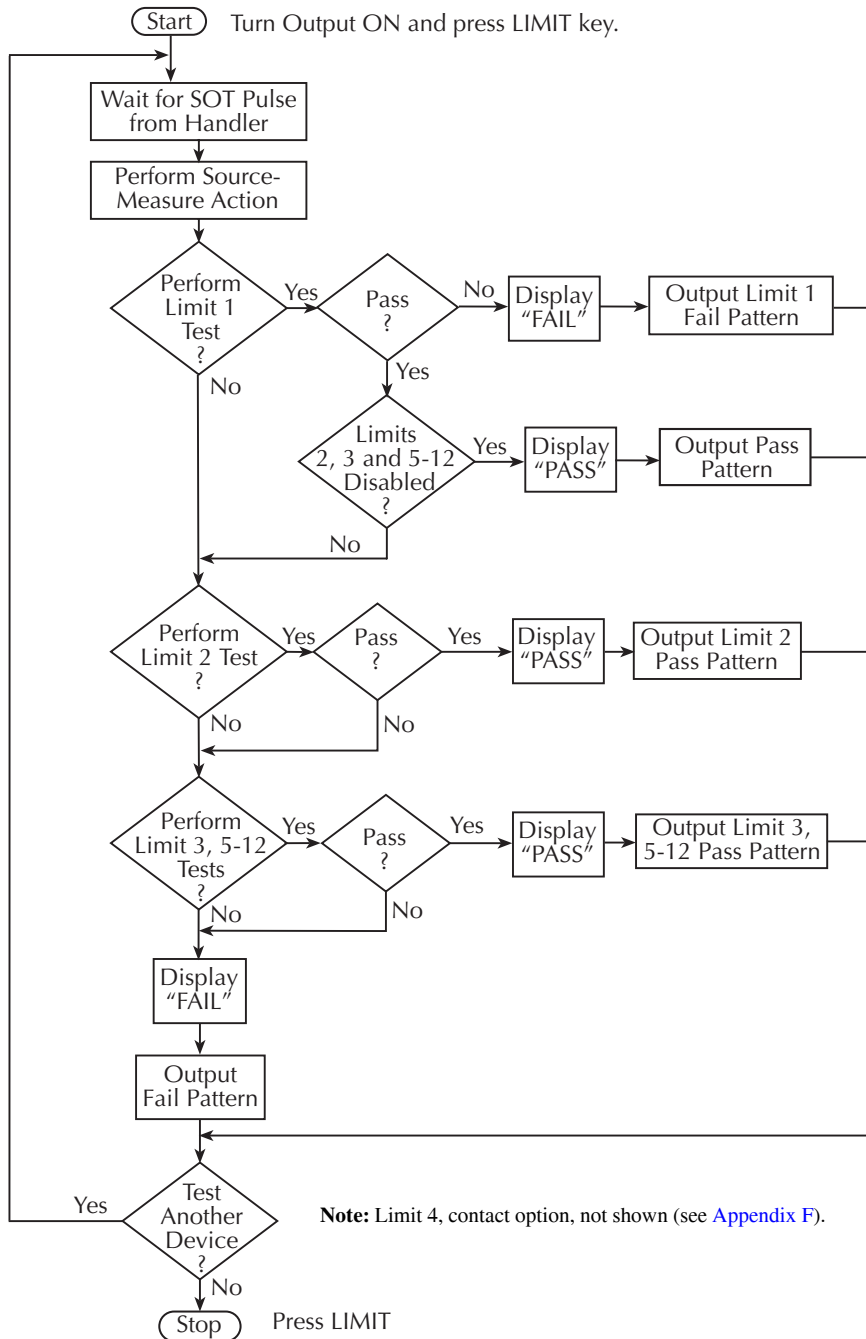 Start
Turn Output ON and press LIMIT key.
Wait for SOT Pulse
from Handler
Perform Source-
Measure Action
Perform
Limit 1
Test
?
Yes
Pass
?
No
Display
“FAIL”
Output Limit 1
Fail Pattern
No
Yes
Limits
2, 3 and 5-12
Disabled
?
Yes
Display
“PASS”
Output Pass
Pattern
No
Perform
Limit 2 Test
?
Yes
Pass
?
Yes
Display
“PASS”
Output Limit 2
Pass Pattern
No
No
Perform
Limit 3, 5-12
Tests
?
Yes
Pass
?
Yes
Display
“PASS”
Output Limit 3,
5-12 Pass Pattern
No
No
Display
“FAIL”
Output
Fail Pattern
Yes
Test
Another
Device
?
Note: Limit 4, contact option, not shown (see Appendix F).
No
Stop
Press LIMIT